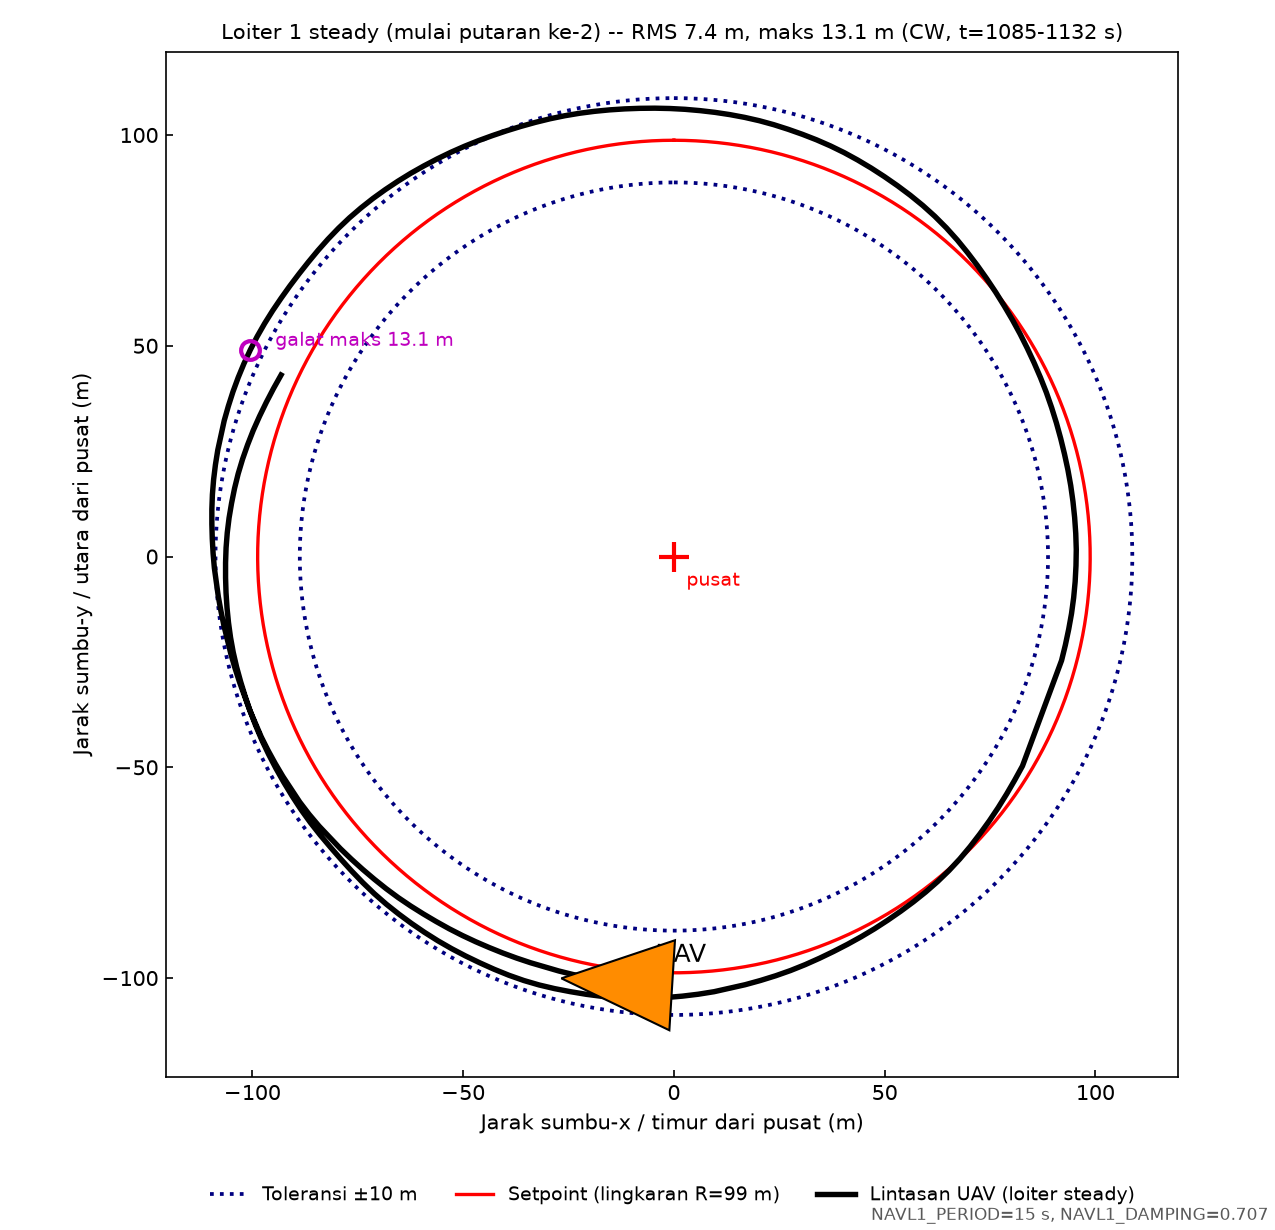 Loiter 1 steady (mulai putaran ke-2) -- RMS 7.4 m, maks 13.1 m (CW, t=1085-1132 s)
Jarak sumbu-y / utara dari pusat (m)
100
50
0
−50
−100
galat maks 13.1 m
pusat
AV
−100
−50
0
50
100
Jarak sumbu-x / timur dari pusat (m)
Toleransi ±10 m
Setpoint (lingkaran R=99 m)
Lintasan UAV (loiter steady)
NAVL1_PERIOD=15 s, NAVL1_DAMPING=0.707